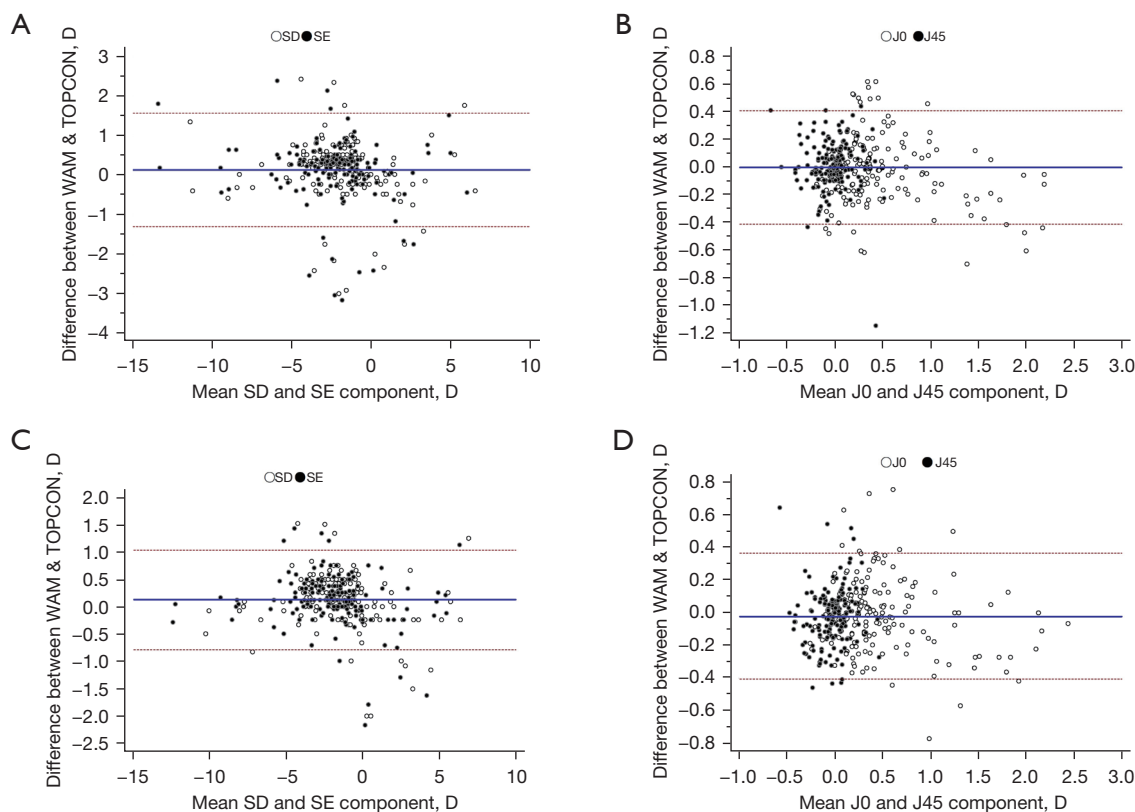 A
SD SE
Difference between WAM & TOPCON, D
3
2
1
0
−1
−2
−3
−4
−15 −10 −5 0 5 10
Mean SD and SE component, D
B
J0 J45
Difference between WAM & TOPCON, D
0.8
0.6
0.4
0.2
0.0
−0.2
−0.4
−0.6
−0.8
−1.0
−1.2
−1.0 −0.5 0.0 0.5 1.0 1.5 2.0 2.5 3.0
Mean J0 and J45 component, D
C
SD SE
Difference between WAM & TOPCON, D
2.0
1.5
1.0
0.5
0.0
−0.5
−1.0
−1.5
−2.0
−2.5
−15 −10 −5 0 5 10
Mean SD and SE component, D
D
J0 J45
Difference between WAM & TOPCON, D
0.8
0.6
0.4
0.2
0.0
−0.2
−0.4
−0.6
−0.8
−1.0 −0.5 0.0 0.5 1.0 1.5 2.0 2.5 3.0
Mean J0 and J45 component, D